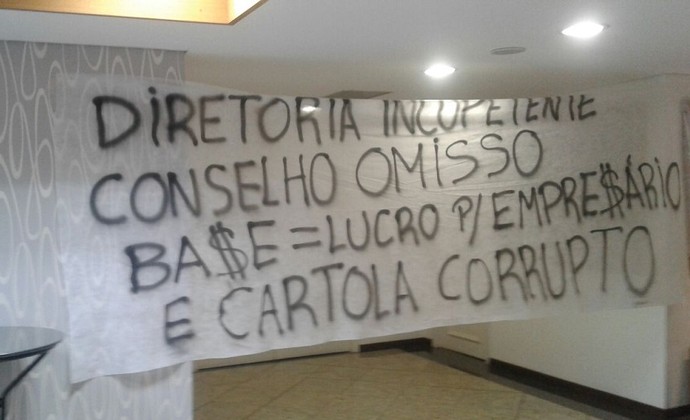 DIRETORIA INCOPETENTE
CONSELHO OMISSO
BA$E = LUCRO P/ EMPRE$ÁRIO
E CARTOLA CORRUPTO